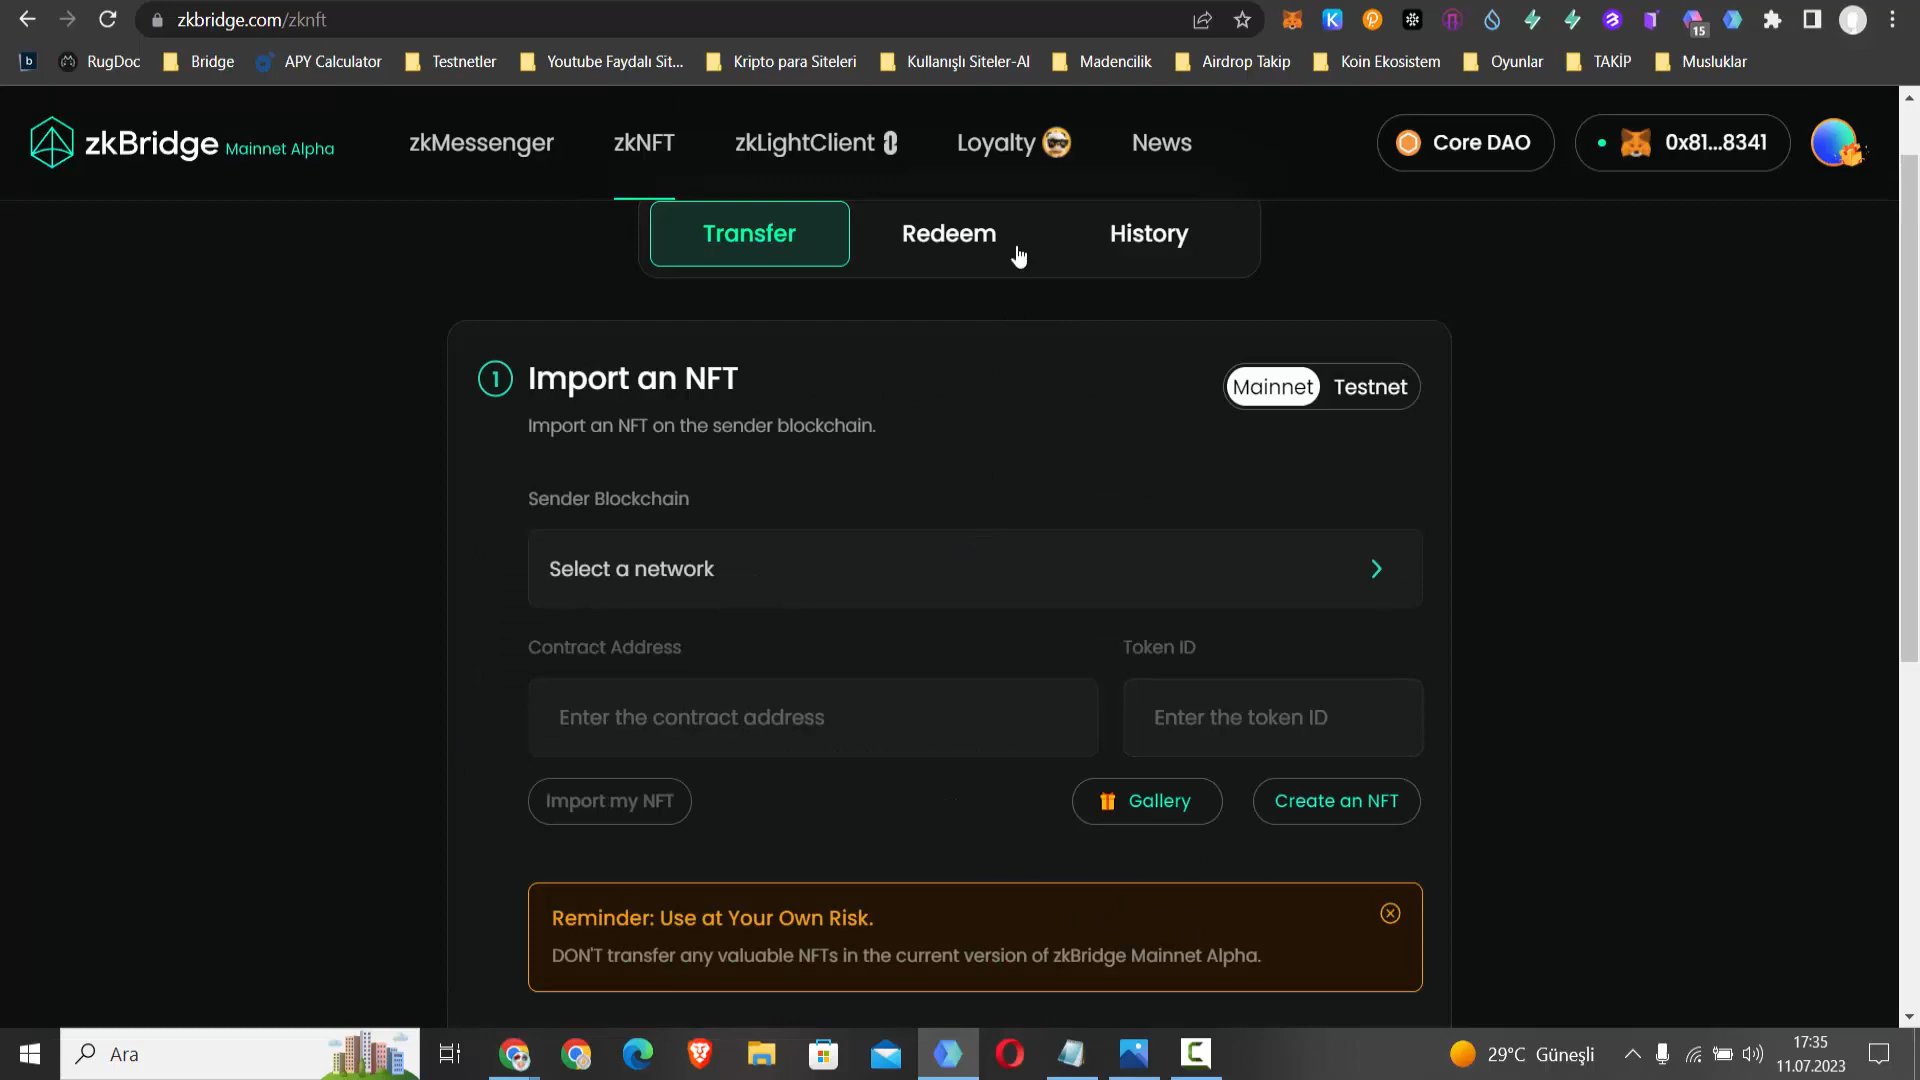 zkbridge.com/zknft
15
b RugDoc Bridge APY Calculator Testnetler Youtube Faydalı Sit... Kripto para Siteleri Kullanışlı Siteler-AI Madencilik Airdrop Takip Koin Ekosistem Oyunlar TAKİP Musluklar
zkBridge Mainnet Alpha zkMessenger zkNFT zkLightClient Loyalty News Core DAO 0x81...8341
Transfer Redeem History
1 Import an NFT Mainnet Testnet
Import an NFT on the sender blockchain.
Sender Blockchain
Select a network
Contract Address Token ID
Enter the contract address Enter the token ID
Import my NFT Gallery Create an NFT
Reminder: Use at Your Own Risk.
DON'T transfer any valuable NFTs in the current version of zkBridge Mainnet Alpha.
Ara 29°C Güneşli 17:35
11.07.2023